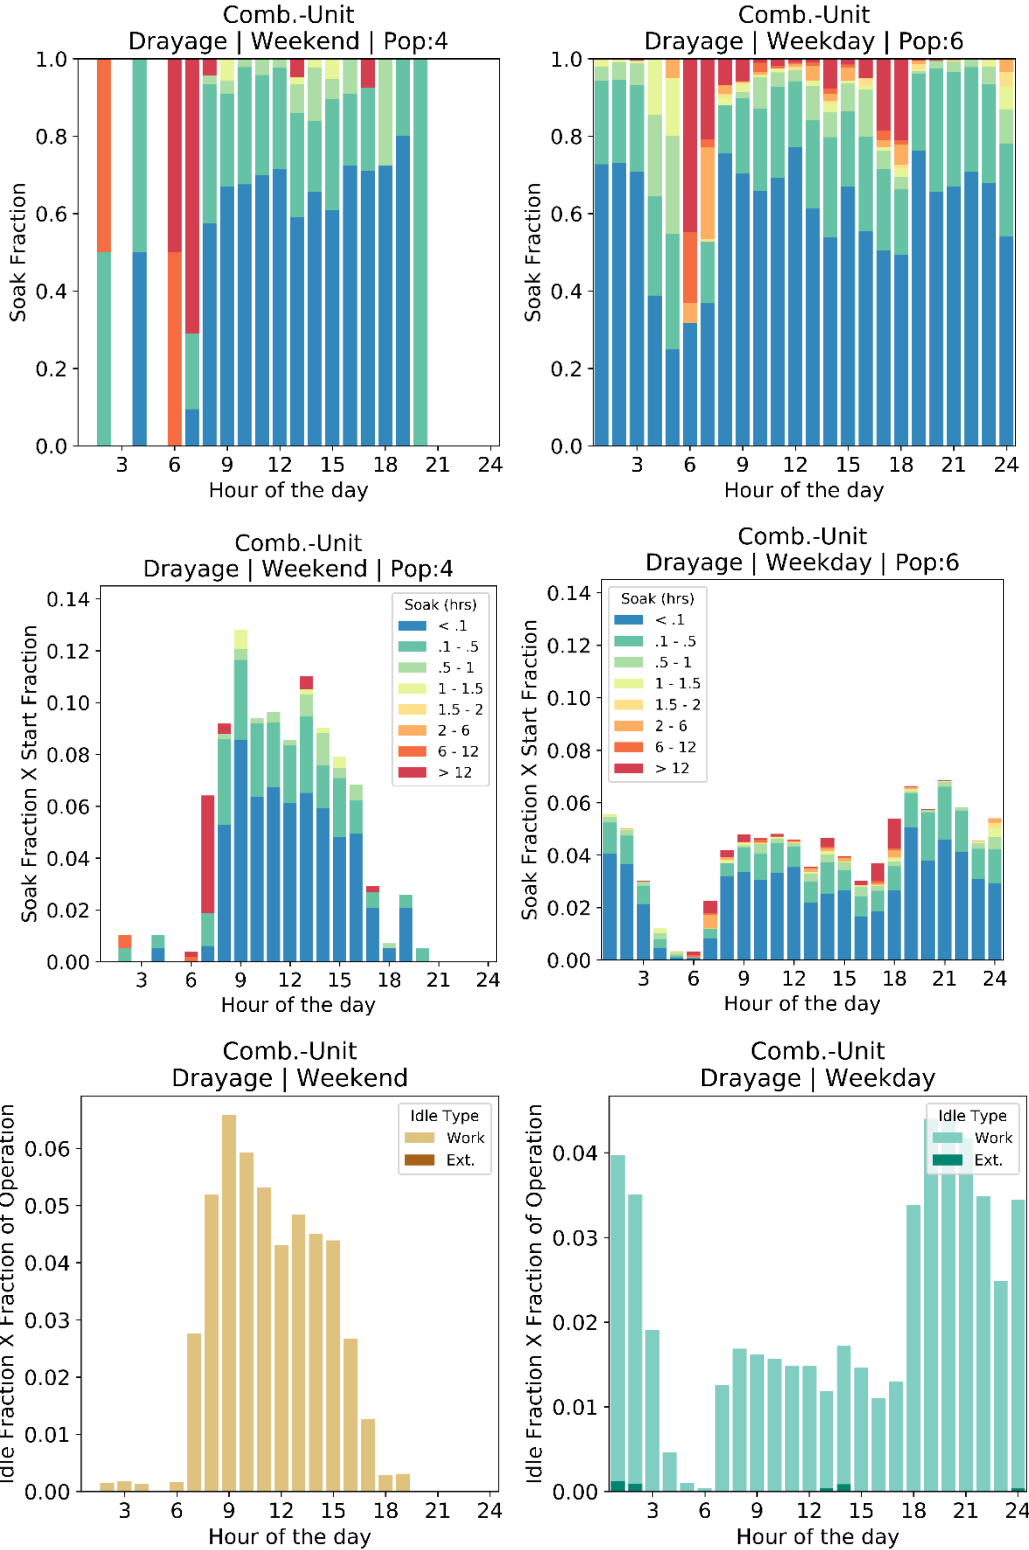 Comb.-Unit
Drayage | Weekend | Pop:4
1.0
0.8
0.6
0.4
0.2
0.0
Soak Fraction
3 6 9 12 15 18 21 24
Hour of the day
Comb.-Unit
Drayage | Weekday | Pop:6
1.0
0.8
0.6
0.4
0.2
0.0
Soak Fraction
3 6 9 12 15 18 21 24
Hour of the day
Comb.-Unit
Drayage | Weekend | Pop:4
0.14
0.12
0.10
0.08
0.06
0.04
0.02
0.00
Soak Fraction X Start Fraction
Soak (hrs)
< .1
.1 - .5
.5 - 1
1 - 1.5
1.5 - 2
2 - 6
6 - 12
> 12
3 6 9 12 15 18 21 24
Hour of the day
Comb.-Unit
Drayage | Weekday | Pop:6
0.14
0.12
0.10
0.08
0.06
0.04
0.02
0.00
Soak Fraction X Start Fraction
Soak (hrs)
< .1
.1 - .5
.5 - 1
1 - 1.5
1.5 - 2
2 - 6
6 - 12
> 12
3 6 9 12 15 18 21 24
Hour of the day
Comb.-Unit
Drayage | Weekend
0.06
0.05
0.04
0.03
0.02
0.01
0.00
Idle Fraction X Fraction of Operation
Idle Type
Work
Ext.
3 6 9 12 15 18 21 24
Hour of the day
Comb.-Unit
Drayage | Weekday
0.04
0.03
0.02
0.01
0.00
Idle Fraction X Fraction of Operation
Idle Type
Work
Ext.
3 6 9 12 15 18 21 24
Hour of the day